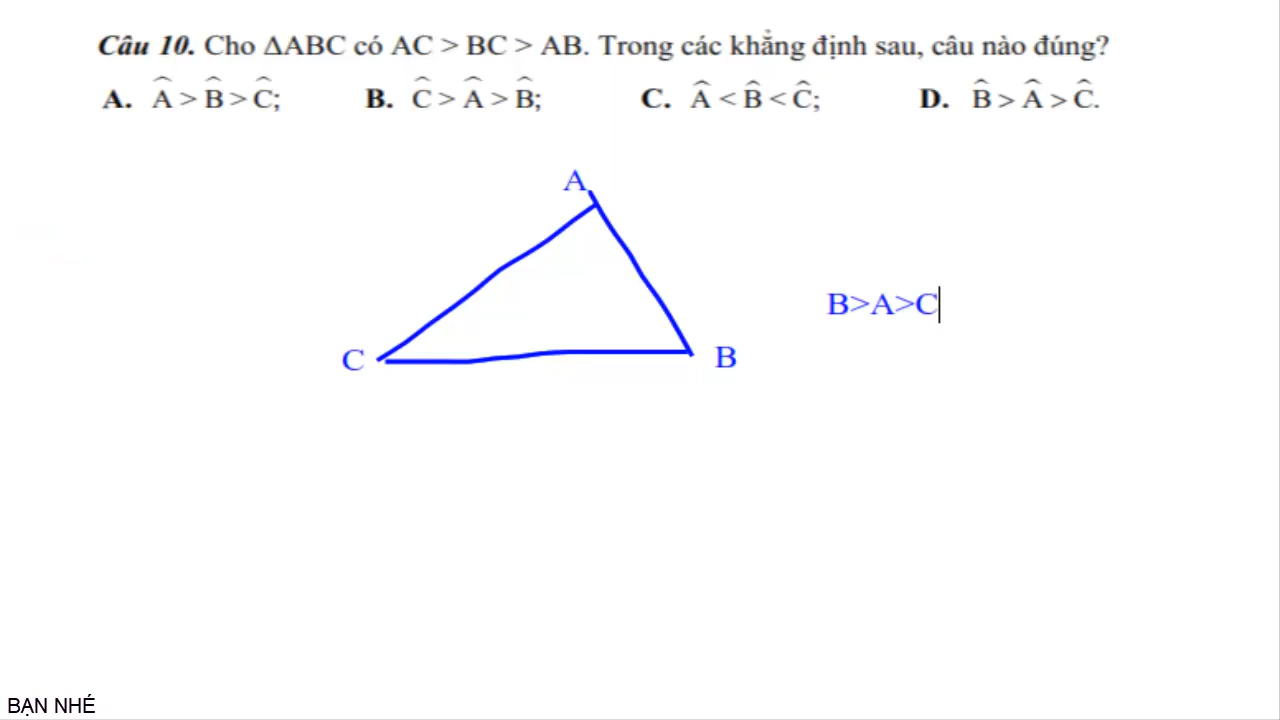 Câu 10. Cho ΔABC có AC > BC > AB. Trong các khẳng định sau, câu nào đúng?
A. Â > B̂ > Ĉ; B. Ĉ > Â > B̂; C. Â < B̂ < Ĉ; D. B̂ > Â > Ĉ.
A
B>A>C
C B
BẠN NHÉ